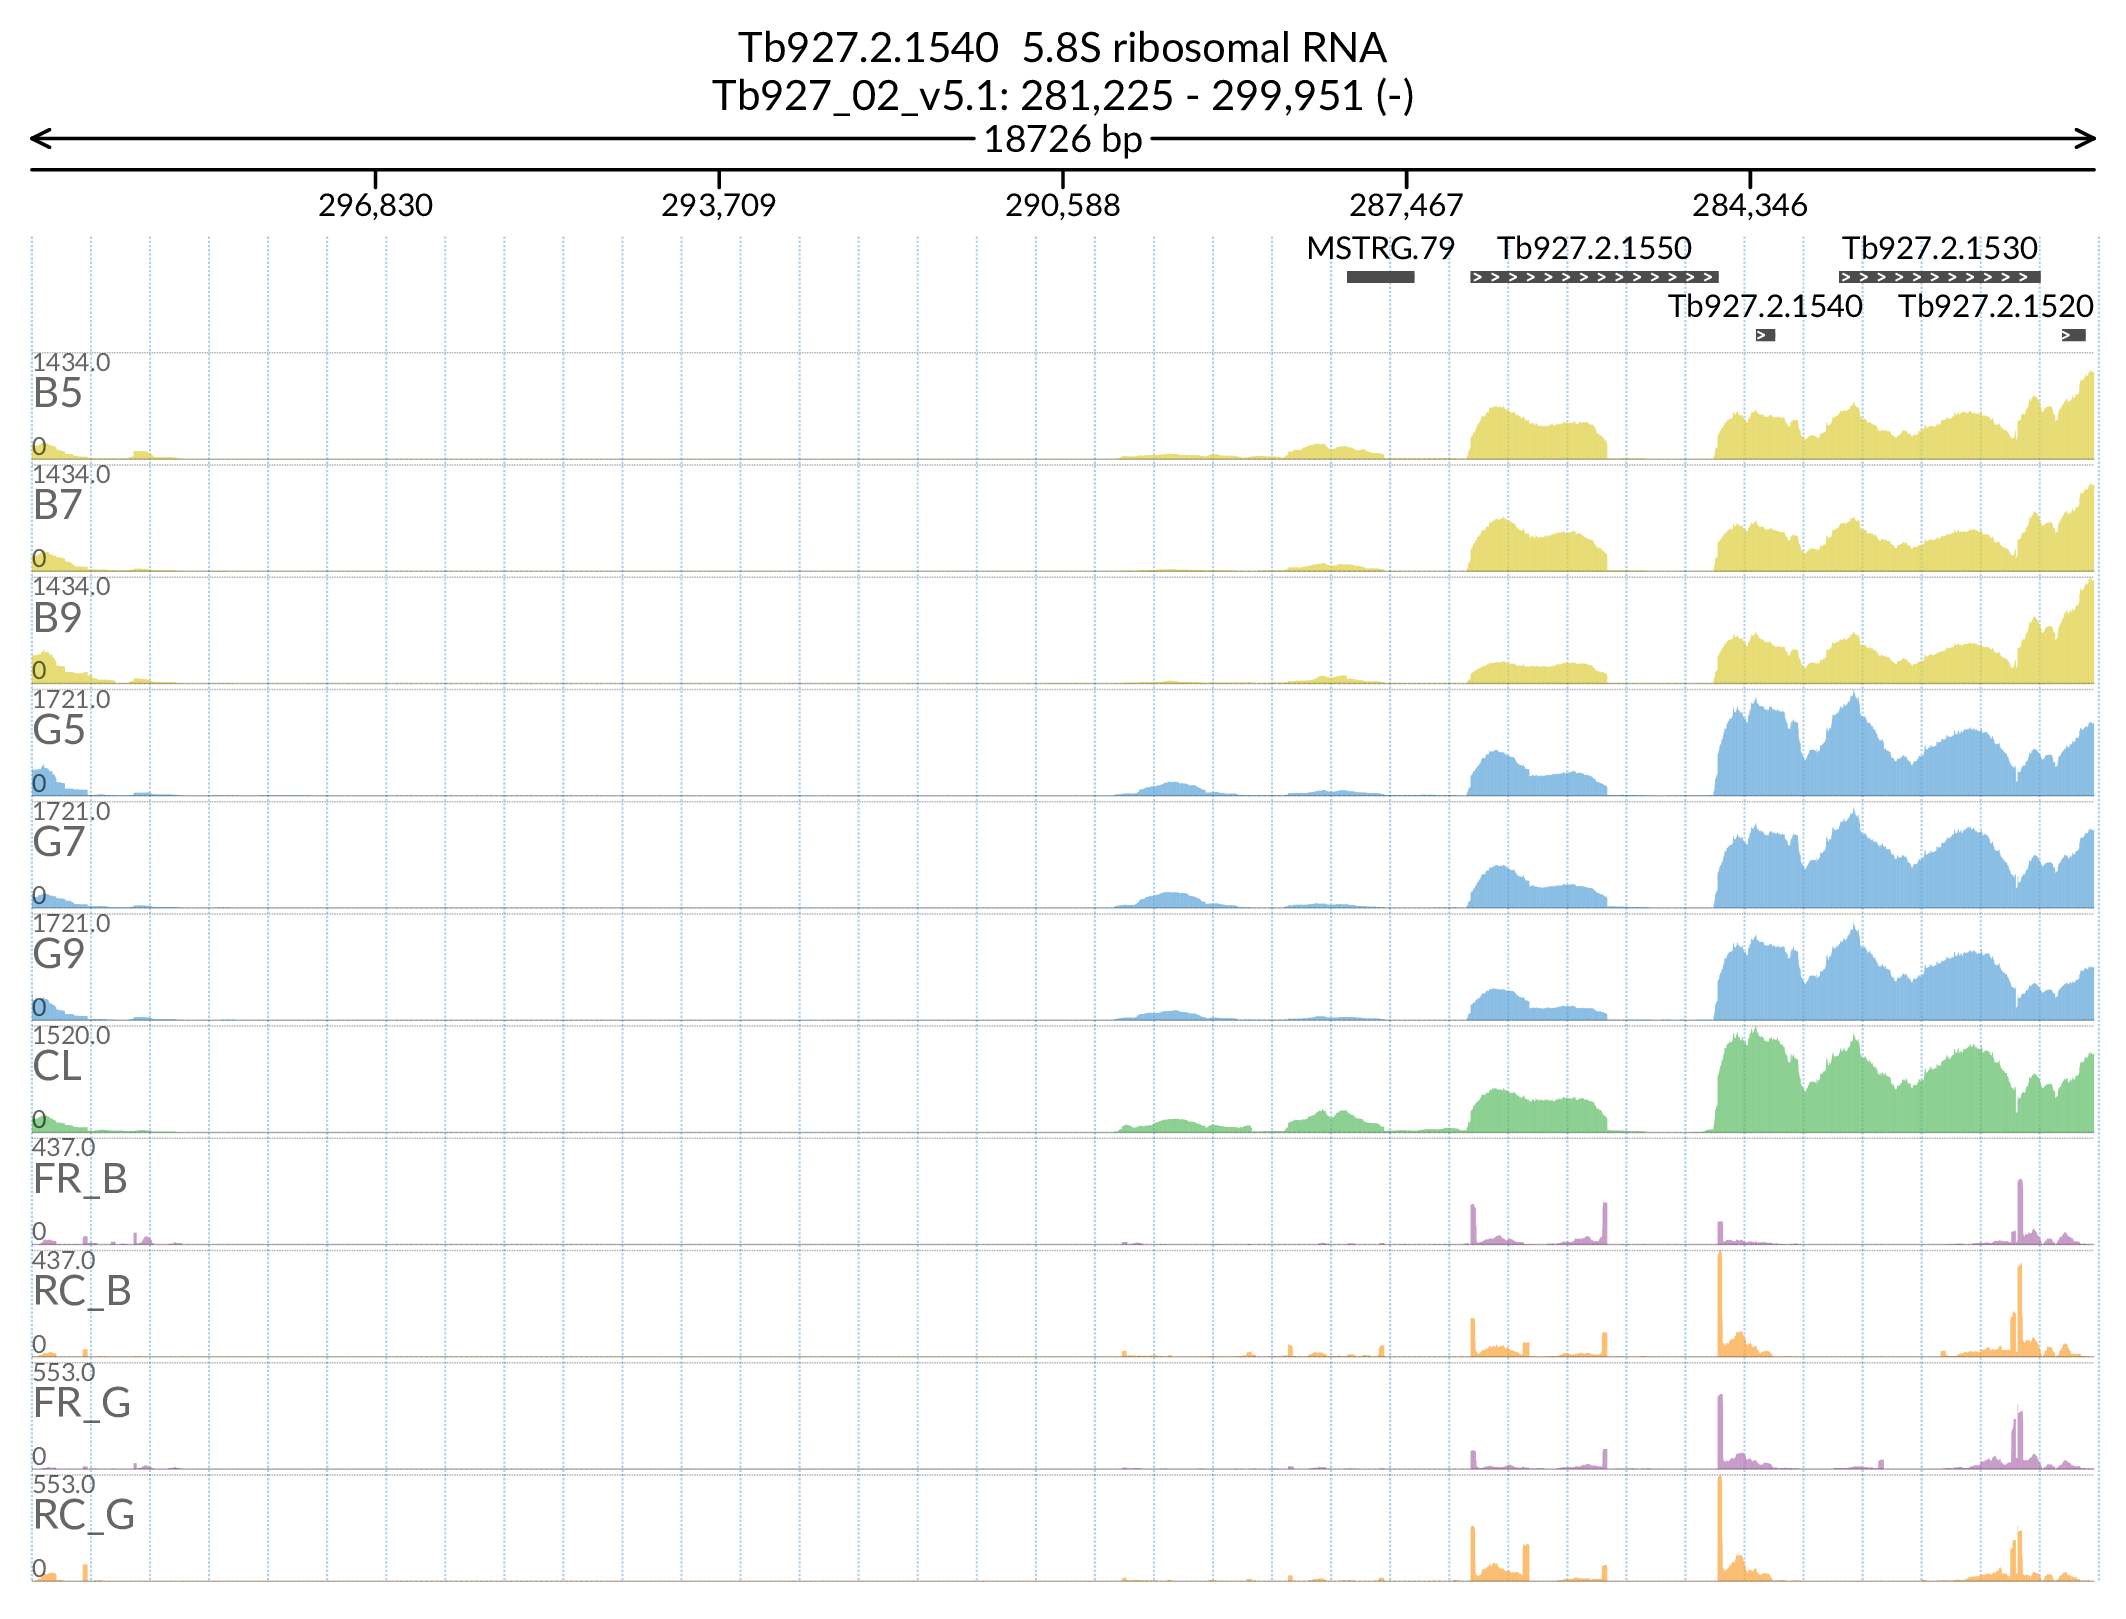 Tb927.2.1540  5.8S ribosomal RNA
Tb927_02_v5.1: 281,225 - 299,951 (-)
18726 bp
296,830 293,709 290,588 287,467 284,346
MSTRG.79 Tb927.2.1550 Tb927.2.1530
Tb927.2.1540 Tb927.2.1520
1434.0
B5
0
1434.0
B7
0
1434.0
B9
0
1721.0
G5
0
1721.0
G7
0
1721.0
G9
0
1520.0
CL
0
437.0
FR_B
0
437.0
RC_B
0
553.0
FR_G
0
553.0
RC_G
0